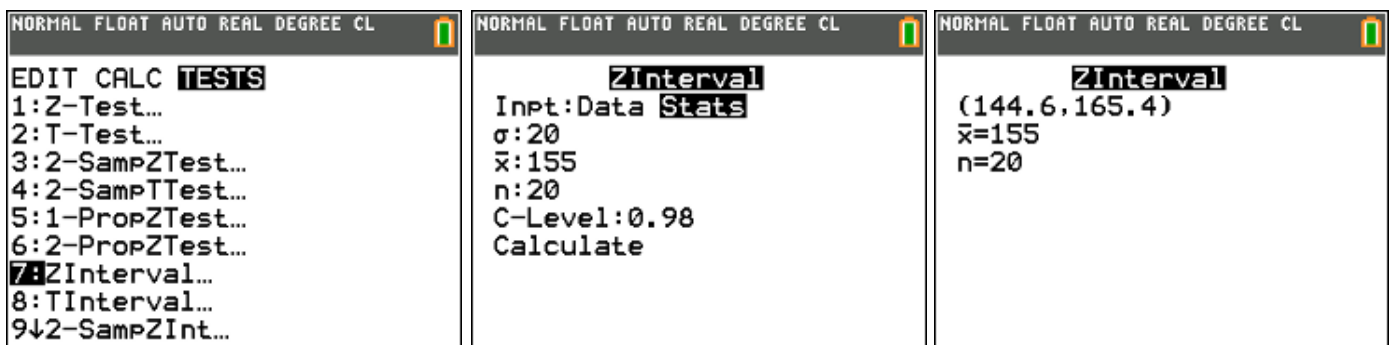 NORMAL FLOAT AUTO REAL DEGREE CL
EDIT CALC TESTS
1:Z-Test…
2:T-Test…
3:2-SampZTest…
4:2-SampTTest…
5:1-PropZTest…
6:2-PropZTest…
7:ZInterval…
8:TInterval…
9↓2-SampZInt…
NORMAL FLOAT AUTO REAL DEGREE CL
ZInterval
Inpt:Data Stats
σ:20
x̄:155
n:20
C-Level:0.98
Calculate
NORMAL FLOAT AUTO REAL DEGREE CL
ZInterval
(144.6,165.4)
x̄=155
n=20